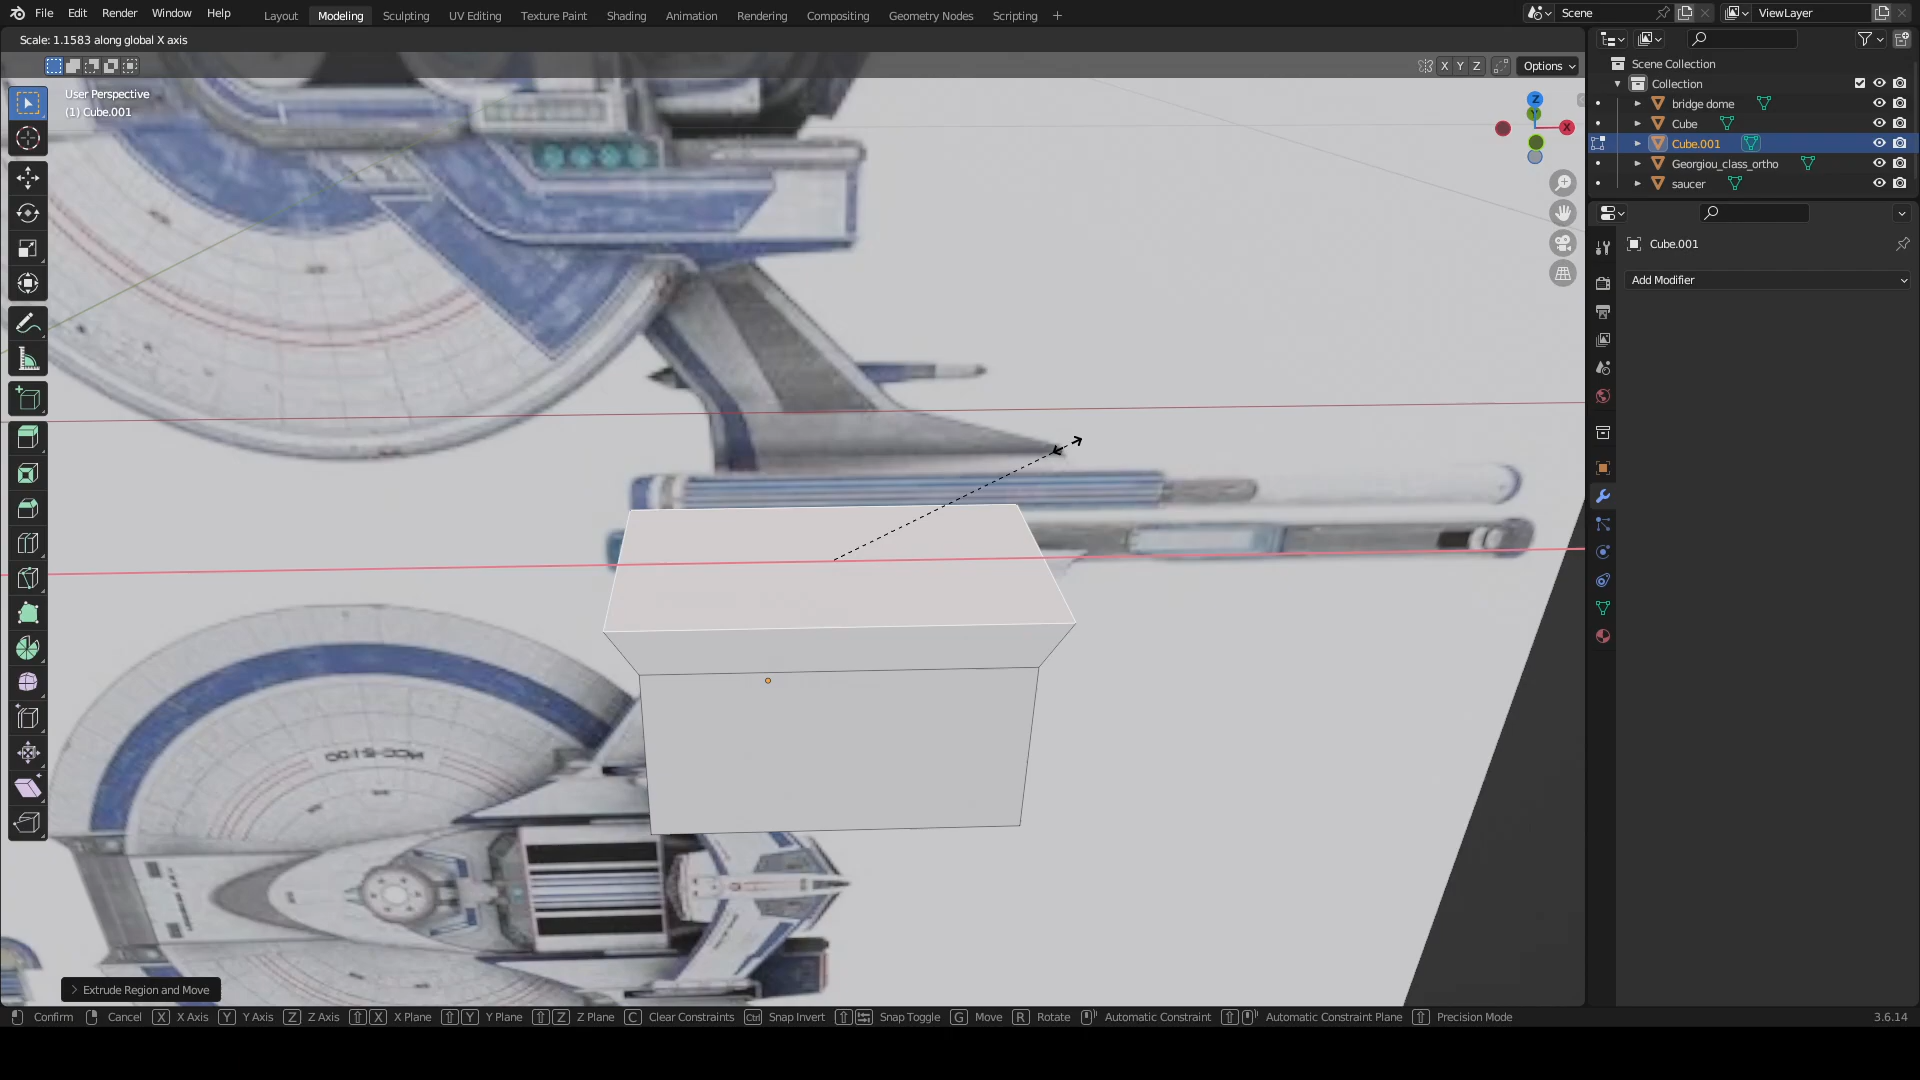 File Edit Render Window Help Layout Modeling Sculpting UV Editing Texture Paint Shading Animation Rendering Compositing Geometry Nodes Scripting + Scene ViewLayer
Scale: 1.1583 along global X axis
X Y Z Options
User Perspective
(1) Cube.001
Z
X
Scene Collection
Collection
bridge dome
Cube
Cube.001
Georgiou_class_ortho
saucer
Cube.001
Add Modifier
Extrude Region and Move
Confirm Cancel X X Axis Y Y Axis Z Z Axis X X Plane Y Y Plane Z Z Plane C Clear Constraints Ctrl Snap Invert Snap Toggle G Move R Rotate Automatic Constraint Automatic Constraint Plane Precision Mode 3.6.14